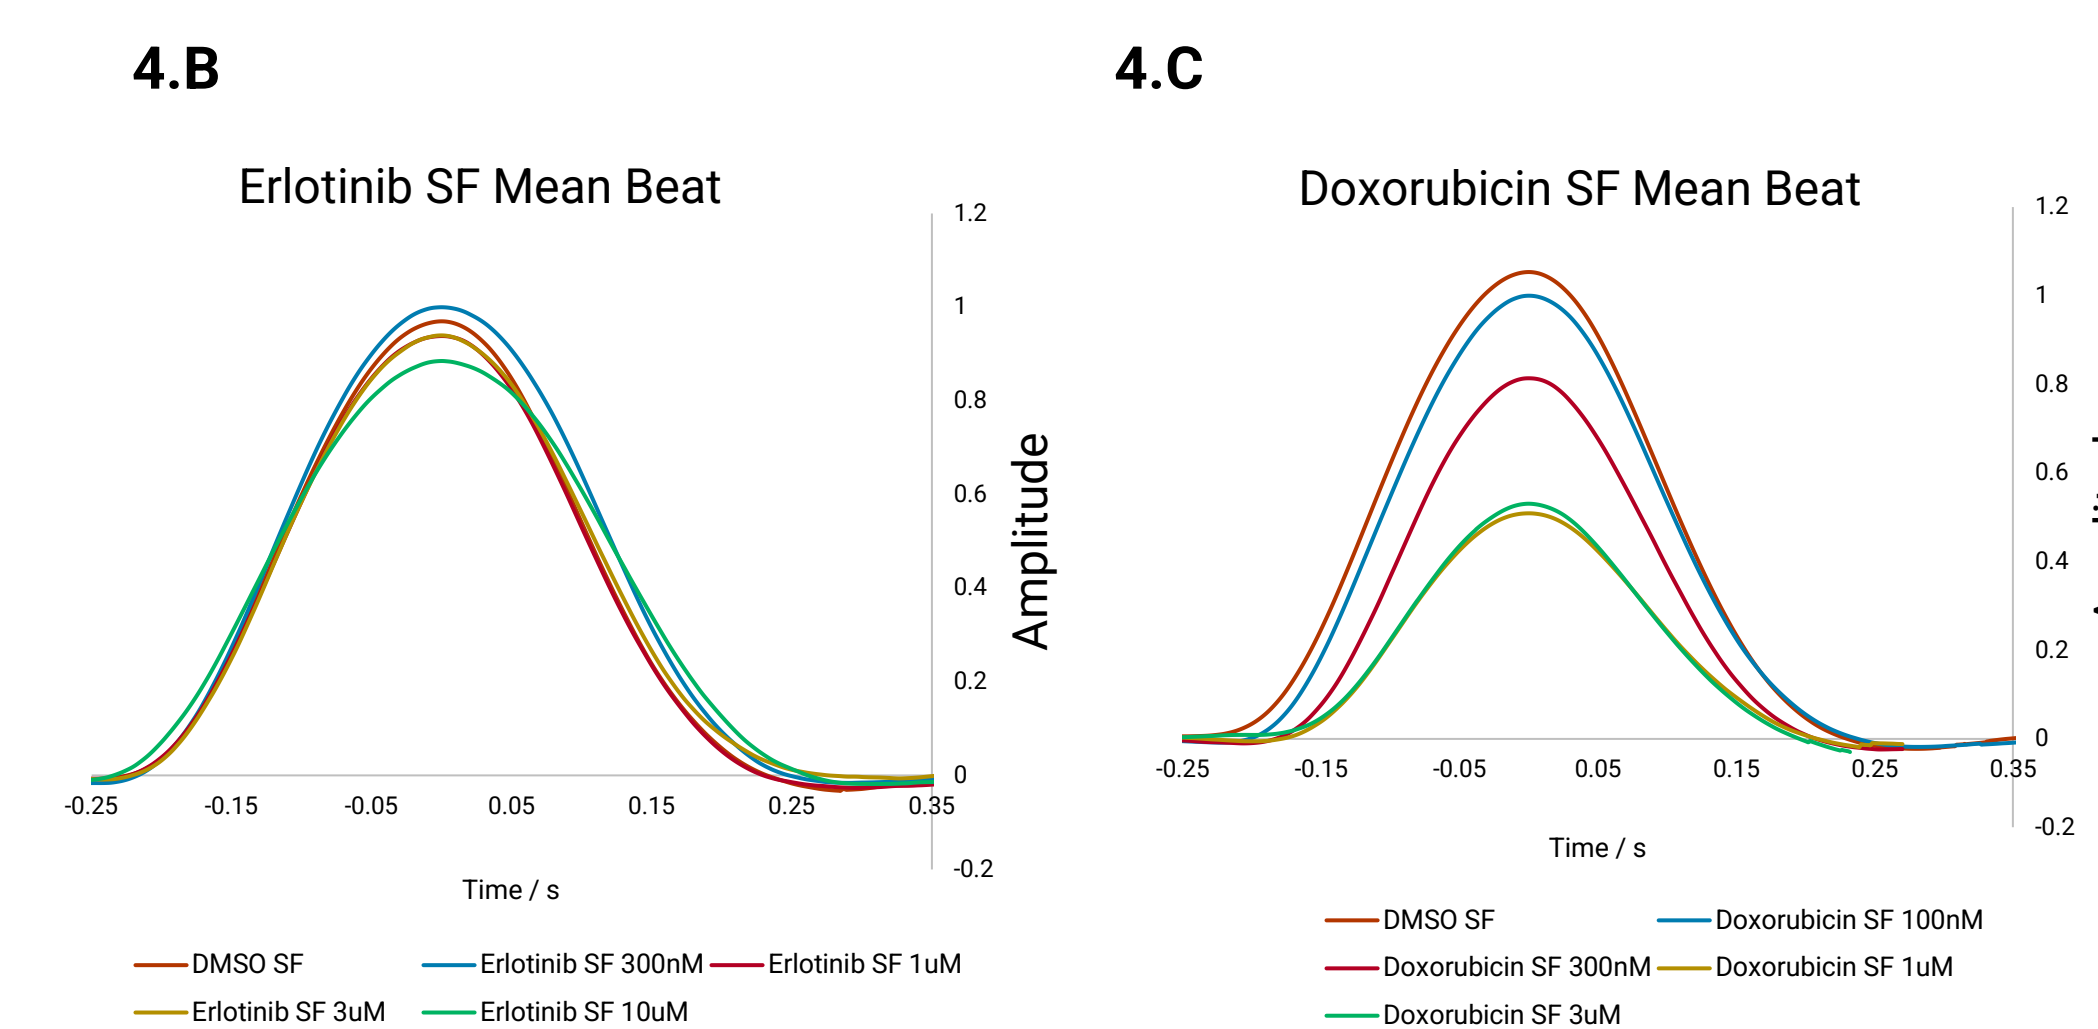 4.B
4.C
Erlotinib SF Mean Beat
1.2
1
0.8
0.6
0.4
0.2
0
-0.2
-0.25 -0.15 -0.05 0.05 0.15 0.25 0.35
Time / s
Amplitude
DMSO SF Erlotinib SF 300nM Erlotinib SF 1uM
Erlotinib SF 3uM Erlotinib SF 10uM
Doxorubicin SF Mean Beat
1.2
1
0.8
0.6
0.4
0.2
0
-0.2
-0.25 -0.15 -0.05 0.05 0.15 0.25 0.35
Time / s
DMSO SF Doxorubicin SF 100nM
Doxorubicin SF 300nM Doxorubicin SF 1uM
Doxorubicin SF 3uM